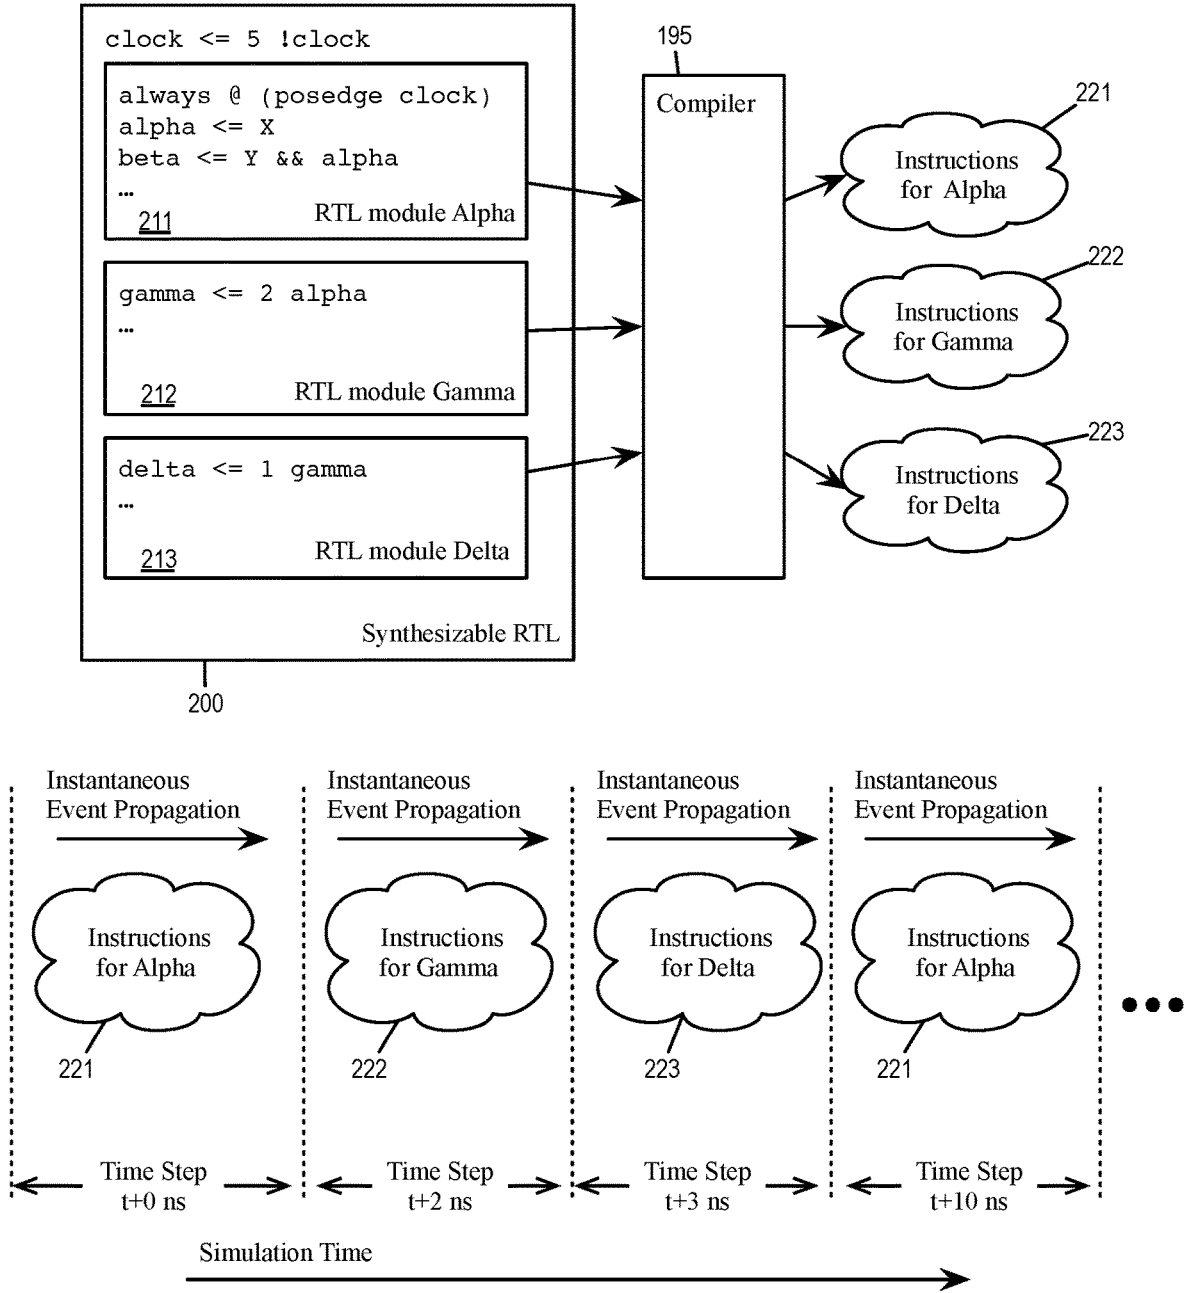 clock <= 5 !clock
always @ (posedge clock)
alpha <= X
beta <= Y && alpha
…
211
RTL module Alpha
gamma <= 2 alpha
…
212
RTL module Gamma
delta <= 1 gamma
…
213
RTL module Delta
Synthesizable RTL
200
195
Compiler
221
Instructions
for Alpha
222
Instructions
for Gamma
223
Instructions
for Delta
Instantaneous
Event Propagation
Instantaneous
Event Propagation
Instantaneous
Event Propagation
Instantaneous
Event Propagation
Instructions
for Alpha
221
Instructions
for Gamma
222
Instructions
for Delta
223
Instructions
for Alpha
221
Time Step
t+0 ns
Time Step
t+2 ns
Time Step
t+3 ns
Time Step
t+10 ns
Simulation Time